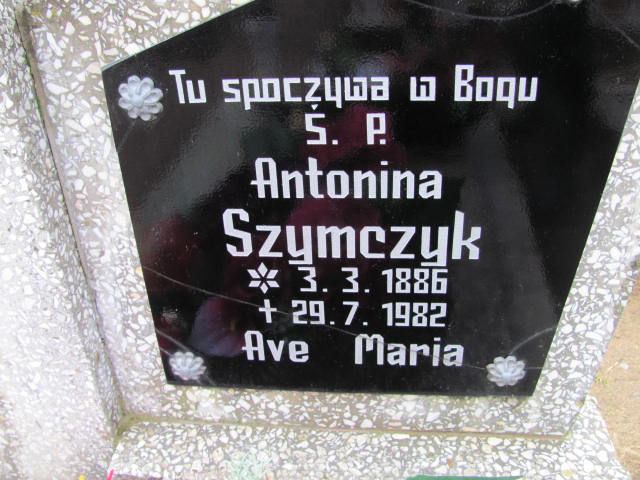 Tu spoczywa w Bogu
Ś. P.
Antonina
Szymczyk
* 3. 3. 1886
+ 29. 7. 1982
Ave Maria